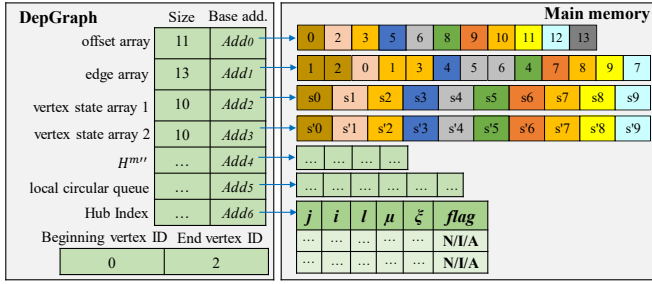 DepGraph Size Base add. Main memory
offset array 11 Add0 0 2 3 5 6 8 9 10 11 12 13
edge array 13 Add1 1 2 0 1 3 4 5 6 4 7 8 9 7
vertex state array 1 10 Add2 s0 s1 s2 s3 s4 s5 s6 s7 s8 s9
vertex state array 2 10 Add3 s'0 s'1 s'2 s'3 s'4 s'5 s'6 s'7 s'8 s'9
H^m'' ... Add4 ... ... ... ...
local circular queue ... Add5 ... ... ... ... ... ...
Hub Index ... Add6 j i l μ ξ flag
Beginning vertex ID End vertex ID ... ... ... ... ... N/I/A
0 2 ... ... ... ... ... N/I/A